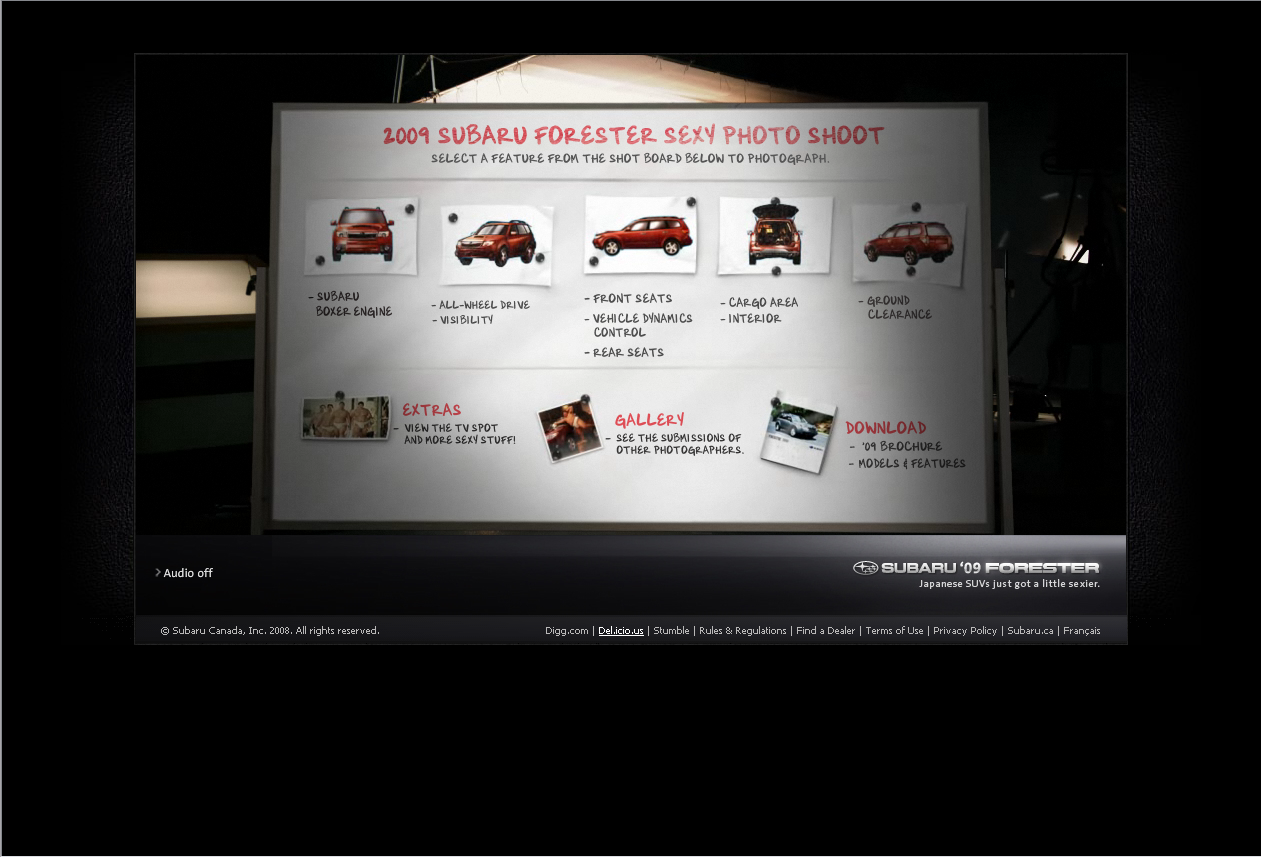 2009 SUBARU FORESTER SEXY PHOTO SHOOT
SELECT A FEATURE FROM THE SHOT BOARD BELOW TO PHOTOGRAPH.
- SUBARU
BOXER ENGINE
- ALL-WHEEL DRIVE
- VISIBILITY
- FRONT SEATS
- VEHICLE DYNAMICS
CONTROL
- REAR SEATS
- CARGO AREA
- INTERIOR
- GROUND
CLEARANCE
EXTRAS
- VIEW THE TV SPOT
AND MORE SEXY STUFF!
GALLERY
- SEE THE SUBMISSIONS OF
OTHER PHOTOGRAPHERS.
DOWNLOAD
- '09 BROCHURE
- MODELS & FEATURES
> Audio off
SUBARU '09 FORESTER
Japanese SUVs just got a little sexier.
© Subaru Canada, Inc. 2008. All rights reserved.
Digg.com | Del.icio.us | Stumble | Rules & Regulations | Find a Dealer | Terms of Use | Privacy Policy | Subaru.ca | Français